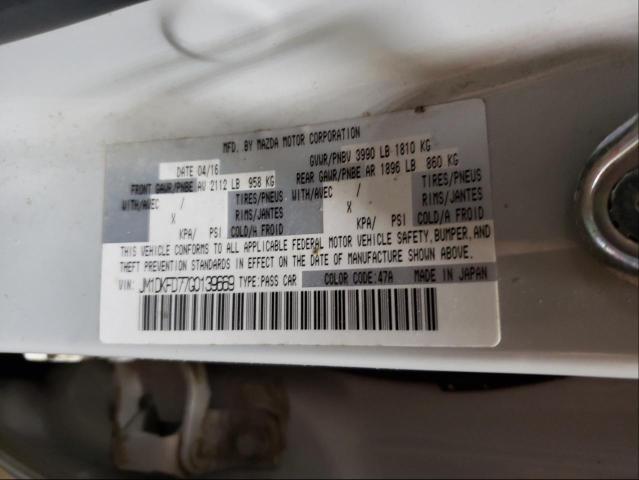 MFD. BY MAZDA MOTOR CORPORATION
DATE 04/16 GVWR/PNBV 3990 LB 1810 KG
FRONT GAWR/PNBE AV 2112 LB 958 KG REAR GAWR/PNBE AR 1896 LB 860 KG
WITH/AVEC / TIRES/PNEUS WITH/AVEC / TIRES/PNEUS
X RIMS/JANTES X RIMS/JANTES
KPA/ PSI COLD/A FROID KPA/ PSI COLD/A FROID
THIS VEHICLE CONFORMS TO ALL APPLICABLE FEDERAL MOTOR VEHICLE SAFETY, BUMPER, AND
THEFT PREVENTION STANDARDS IN EFFECT ON THE DATE OF MANUFACTURE SHOWN ABOVE.
VIN: JM1DKFD77G0139669 TYPE:PASS CAR COLOR CODE:47A MADE IN JAPAN